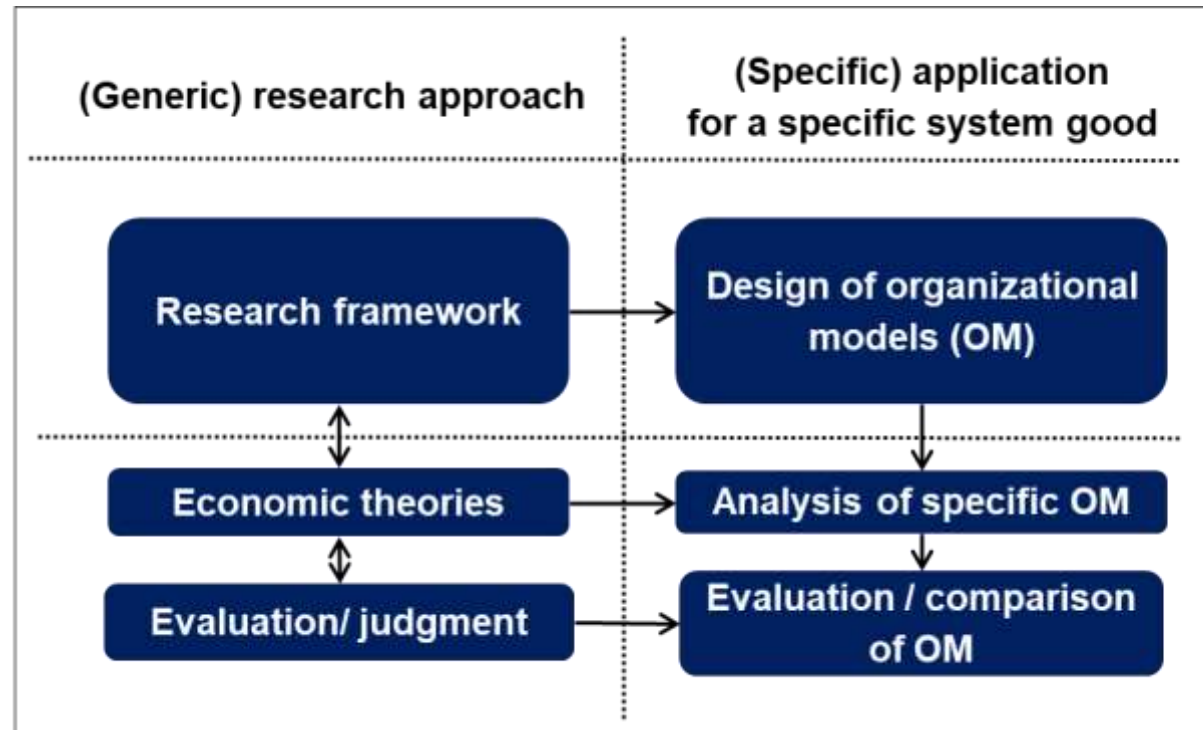 (Generic) research approach
(Specific) application
for a specific system good
Research framework
Design of organizational
models (OM)
Economic theories
Analysis of specific OM
Evaluation/ judgment
Evaluation / comparison
of OM